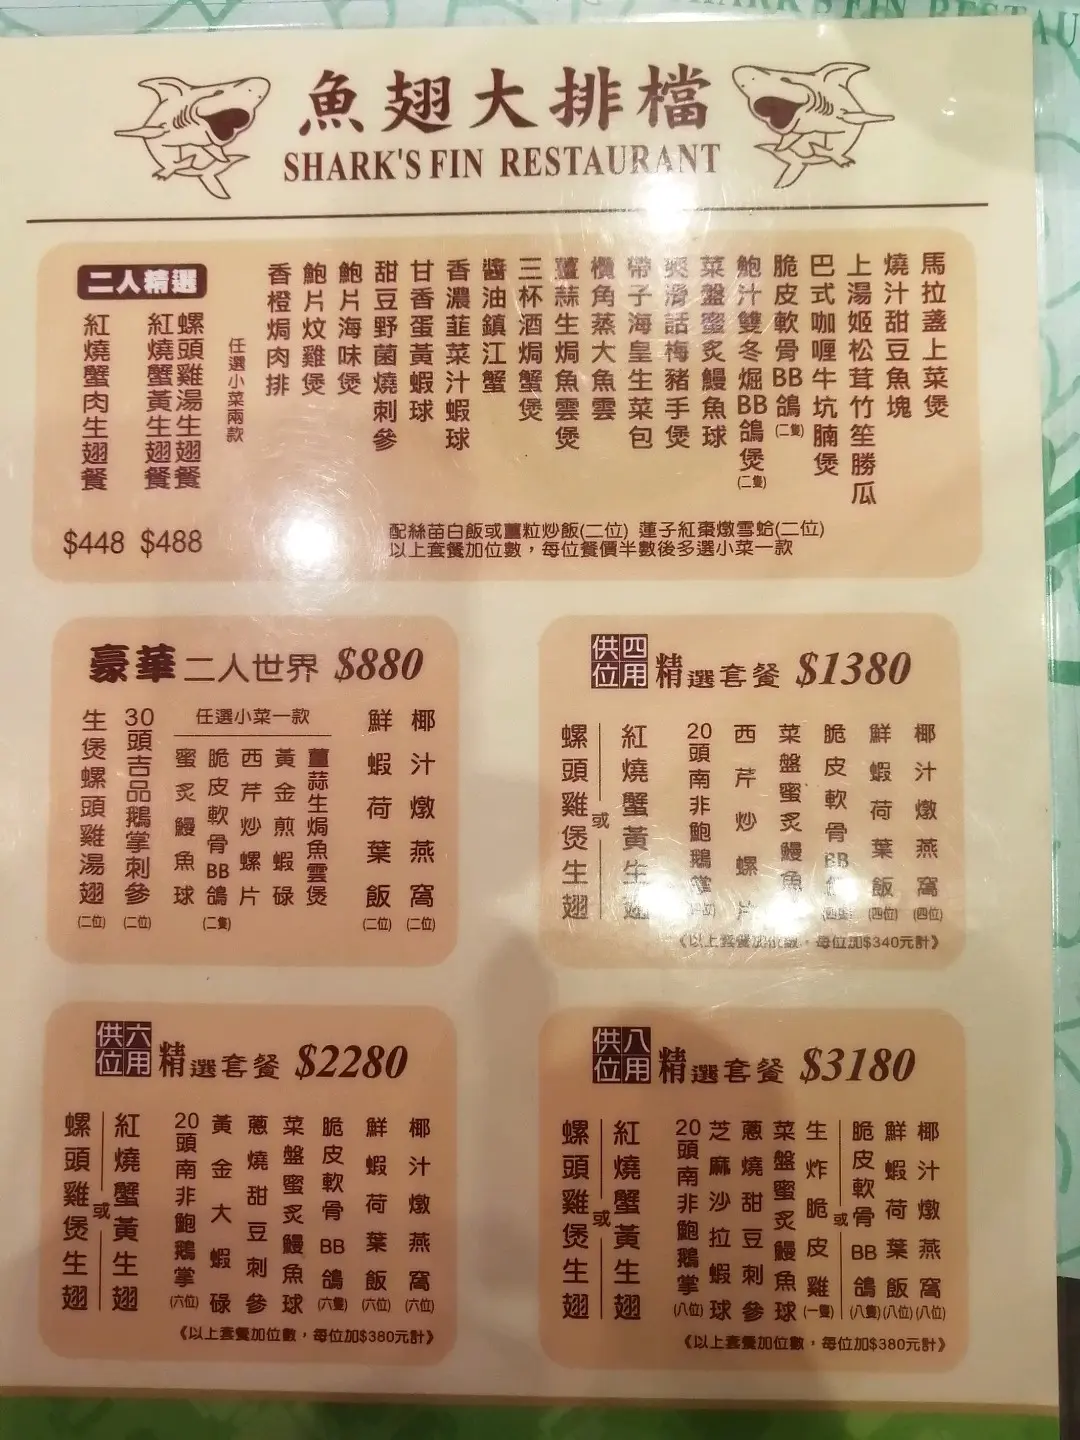 魚翅大排檔
SHARK'S FIN RESTAURANT
二人精選
紅燒蟹肉生翅餐
$448
紅燒蟹黃生翅餐
螺頭雞湯生翅餐
$488
任選小菜兩款
香橙焗肉排
鮑片炆雞煲
鮑片海味煲
甜豆野菌燒刺參
甘香蛋黃蝦球
香濃韮菜汁蝦球
醬油鎮江蟹
三杯酒焗蟹煲
薑蒜生焗魚雲煲
欖角蒸大魚雲
帶子海皇生菜包
爽滑話梅豬手煲
菜盤蜜炙鰻魚球
鮑汁雙冬焗BB鴿煲(二隻)
脆皮軟骨BB鴿(二隻)
巴式咖喱牛坑腩煲
上湯姬松茸竹笙勝瓜
燒汁甜豆魚塊
馬拉盞上菜煲
配絲苗白飯或薑粒炒飯(二位) 蓮子紅棗燉雪蛤(二位)
以上套餐加位數，每位餐價半數後多選小菜一款
豪華二人世界 $880
生煲螺頭雞湯翅(二位)
30頭吉品鵝掌刺參(二位)
任選小菜一款
蜜炙鰻魚球
脆皮軟骨BB鴿(二隻)
西芹炒螺片
黃金煎蝦碌
薑蒜生焗魚雲煲
鮮蝦荷葉飯(二位)
椰汁燉燕窩(二位)
四位供用精選套餐 $1380
螺頭雞煲生翅
或
紅燒蟹黃生翅
20頭南非鮑鵝掌
西芹炒螺片
菜盤蜜炙鰻魚
脆皮軟骨BB鴿(四隻)
鮮蝦荷葉飯(四位)
椰汁燉燕窩(四位)
《以上套餐加位數，每位加$340元計》
六位供用精選套餐 $2280
螺頭雞煲生翅
或
紅燒蟹黃生翅
20頭南非鮑鵝掌(六位)
黃金大蝦碌
蔥燒甜豆刺參
菜盤蜜炙鰻魚球
脆皮軟骨BB鴿(六隻)
鮮蝦荷葉飯(六位)
椰汁燉燕窩(六位)
《以上套餐加位數，每位加$380元計》
八位供用精選套餐 $3180
螺頭雞煲生翅
或
紅燒蟹黃生翅
20頭南非鮑鵝掌(八位)
芝麻沙拉蝦球
蔥燒甜豆刺參
菜盤蜜炙鰻魚球
生炸脆皮雞(一隻)
或
脆皮軟骨BB鴿(八隻)
鮮蝦荷葉飯(八位)
椰汁燉燕窩(八位)
《以上套餐加位數，每位加$380元計》